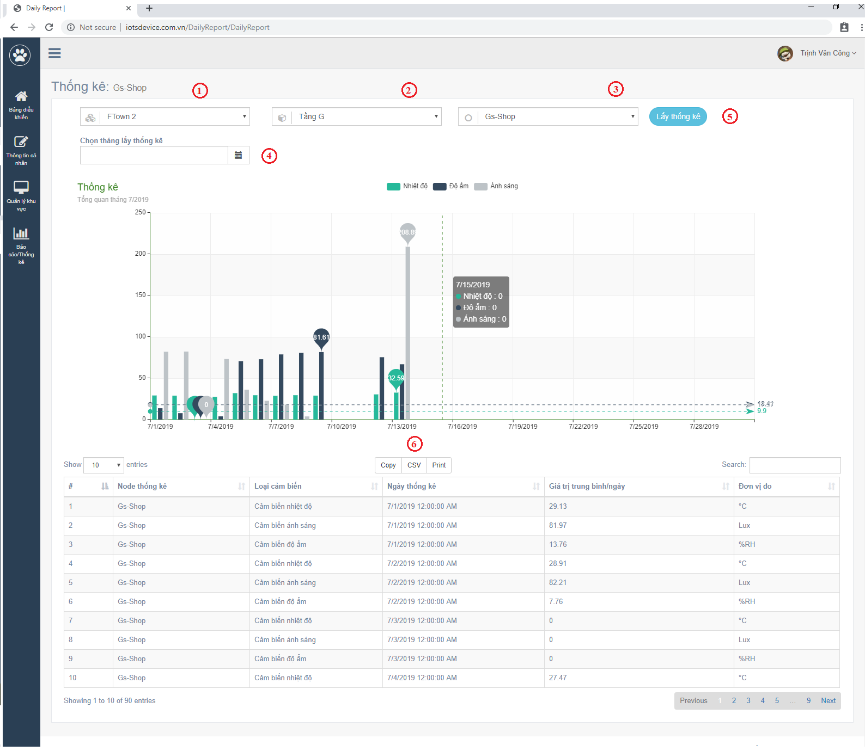 Daily Report |
Not secure | iotsdevice.com.vn/DailyReport/DailyReport
Trịnh Văn Công
Bảng điều
khiển
Thông tin cá
nhân
Quản lý khu
vực
Báo
cáo/Thống
kê
Thống kê: Gs-Shop
1
2
3
FTown 2
Tầng G
Gs-Shop
Lấy thống kê
5
Chọn tháng lấy thống kê
4
Thống kê
Tổng quan tháng 7/2019
Nhiệt độ
Độ ẩm
Ánh sáng
250
200
150
100
50
0
81.61
32.59
0
7/15/2019
Nhiệt độ : 0
Độ ẩm : 0
Ánh sáng : 0
18.41
9.9
7/1/2019
7/4/2019
7/7/2019
7/10/2019
7/13/2019
7/16/2019
7/19/2019
7/22/2019
7/25/2019
7/28/2019
6
Show 10 entries
Copy CSV Print
Search:
# Node thống kê Loại cảm biến Ngày thống kê Giá trị trung bình/ngày Đơn vị đo
1 Gs-Shop Cảm biến nhiệt độ 7/1/2019 12:00:00 AM 29.13 °C
2 Gs-Shop Cảm biến ánh sáng 7/1/2019 12:00:00 AM 81.97 Lux
3 Gs-Shop Cảm biến độ ẩm 7/1/2019 12:00:00 AM 13.76 %RH
4 Gs-Shop Cảm biến nhiệt độ 7/2/2019 12:00:00 AM 28.91 °C
5 Gs-Shop Cảm biến ánh sáng 7/2/2019 12:00:00 AM 82.21 Lux
6 Gs-Shop Cảm biến độ ẩm 7/2/2019 12:00:00 AM 7.76 %RH
7 Gs-Shop Cảm biến nhiệt độ 7/3/2019 12:00:00 AM 0 °C
8 Gs-Shop Cảm biến ánh sáng 7/3/2019 12:00:00 AM 0 Lux
9 Gs-Shop Cảm biến độ ẩm 7/3/2019 12:00:00 AM 0 %RH
10 Gs-Shop Cảm biến nhiệt độ 7/4/2019 12:00:00 AM 27.47 °C
Showing 1 to 10 of 90 entries
Previous 1 2 3 4 5 ... 9 Next